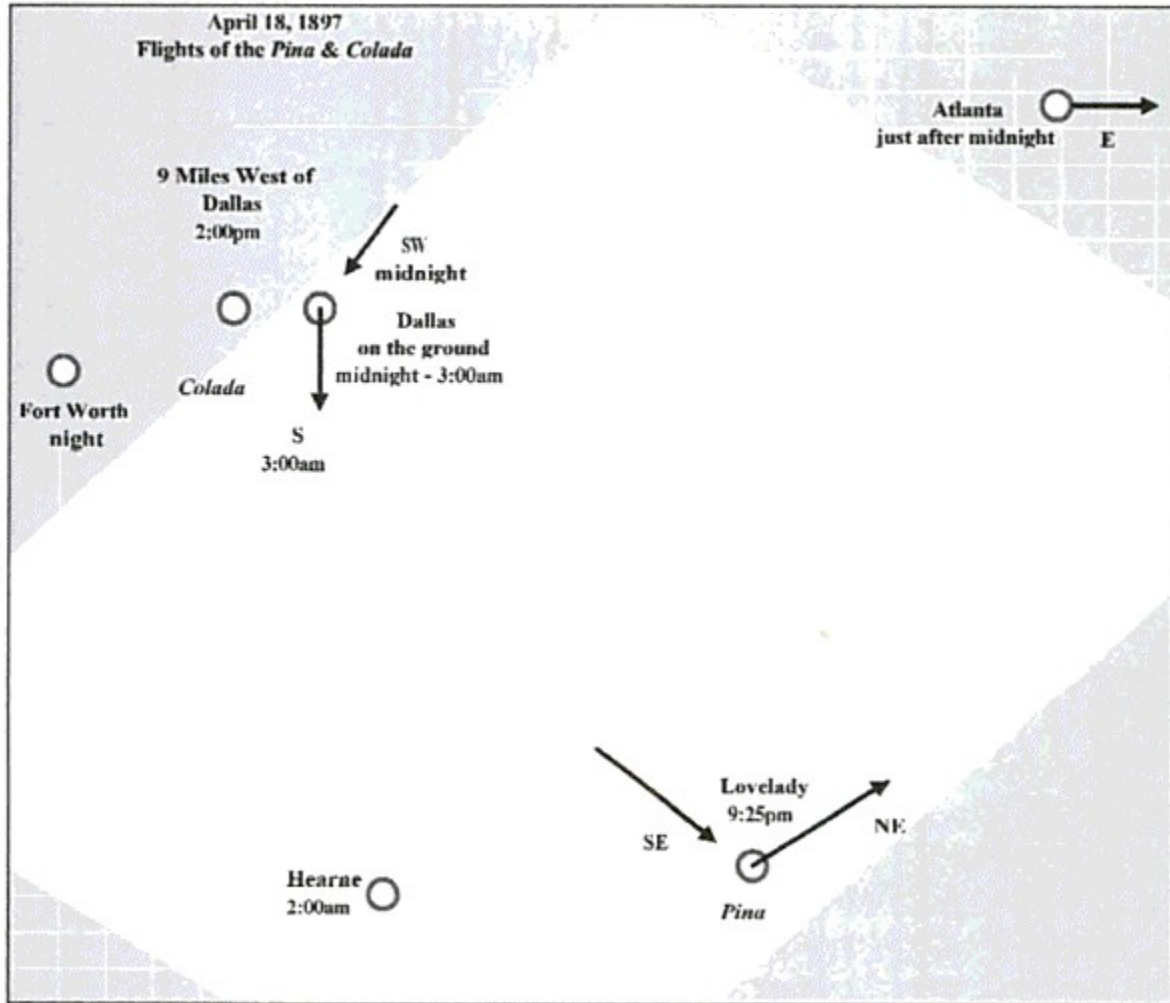 April 18, 1897
Flights of the Pina & Colada
Atlanta
just after midnight
E
9 Miles West of
Dallas
2:00pm
SW
midnight
Dallas
on the ground
midnight - 3:00am
Colada
Fort Worth
night
S
3:00am
Lovelady
9:25pm
SE
NE
Hearne
2:00am
Pina